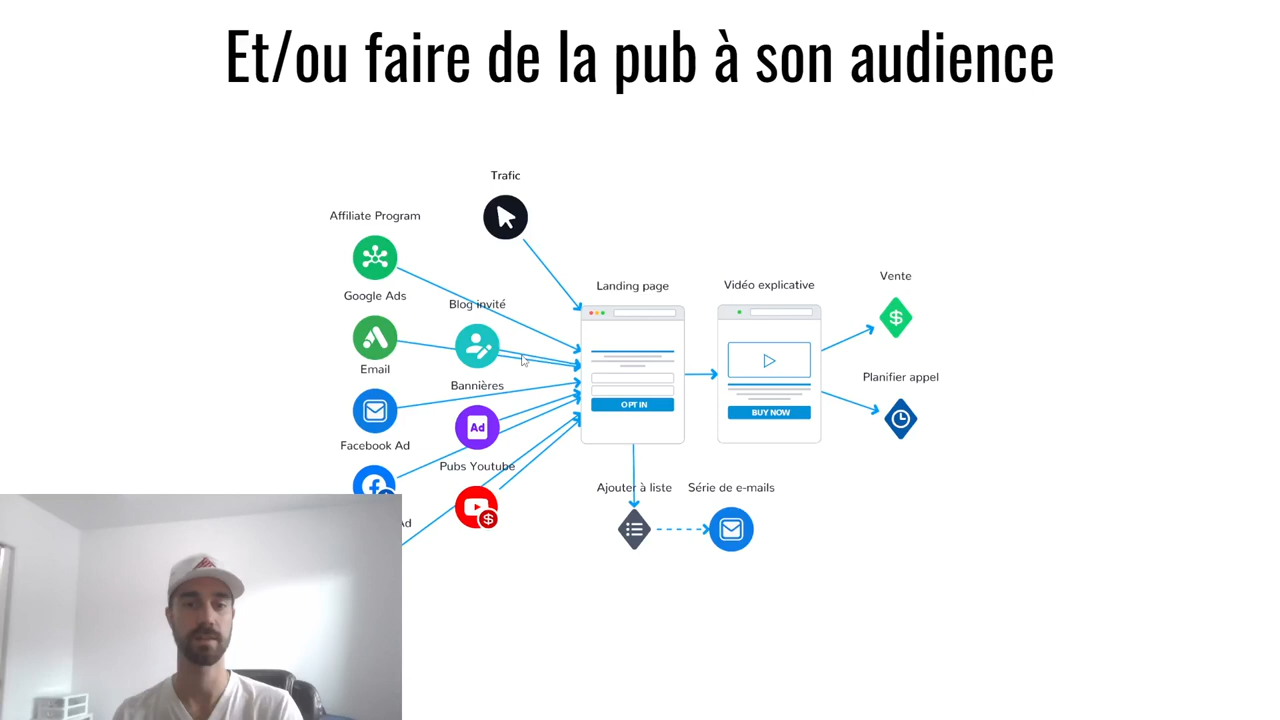 Et/ou faire de la pub à son audience
Trafic
Affiliate Program
Google Ads
Blog invité
Landing page
Vidéo explicative
Vente
Email
Bannières
Ad
OPT IN
BUY NOW
Planifier appel
Facebook Ad
Pubs Youtube
Ajouter à liste
Série de e-mails
Ad